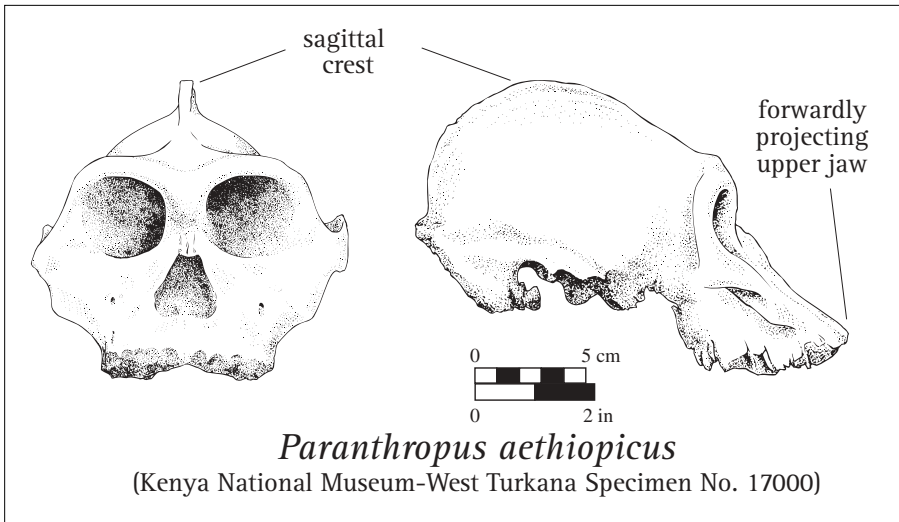 sagittal
crest
forwardly
projecting
upper jaw
0 5 cm
0 2 in
Paranthropus aethiopicus
(Kenya National Museum-West Turkana Specimen No. 17000)